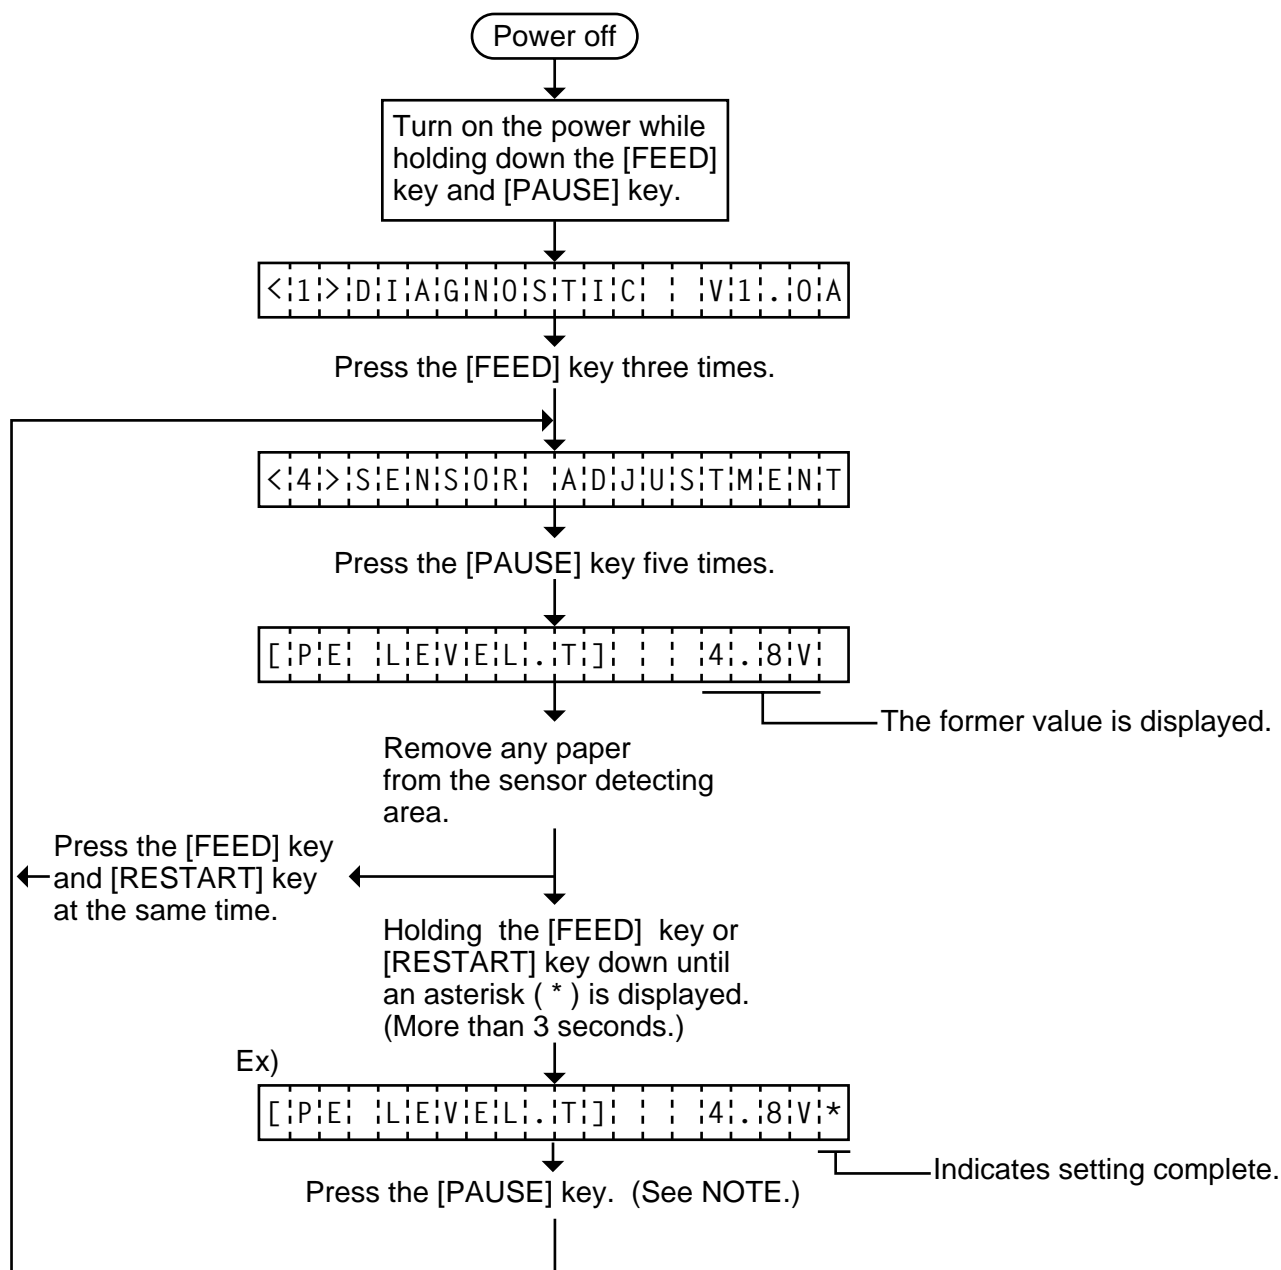 Power off
Turn on the power while
holding down the [FEED]
key and [PAUSE] key.
<1>DIAGNOSTIC  V1.0A
Press the [FEED] key three times.
<4>SENSOR ADJUSTMENT
Press the [PAUSE] key five times.
[PE LEVEL.T]   4.8V
The former value is displayed.
Remove any paper
from the sensor detecting
area.
Press the [FEED] key
and [RESTART] key
at the same time.
Holding the [FEED] key or
[RESTART] key down until
an asterisk ( * ) is displayed.
(More than 3 seconds.)
Ex)
[PE LEVEL.T]   4.8V*
Indicates setting complete.
Press the [PAUSE] key. (See NOTE.)